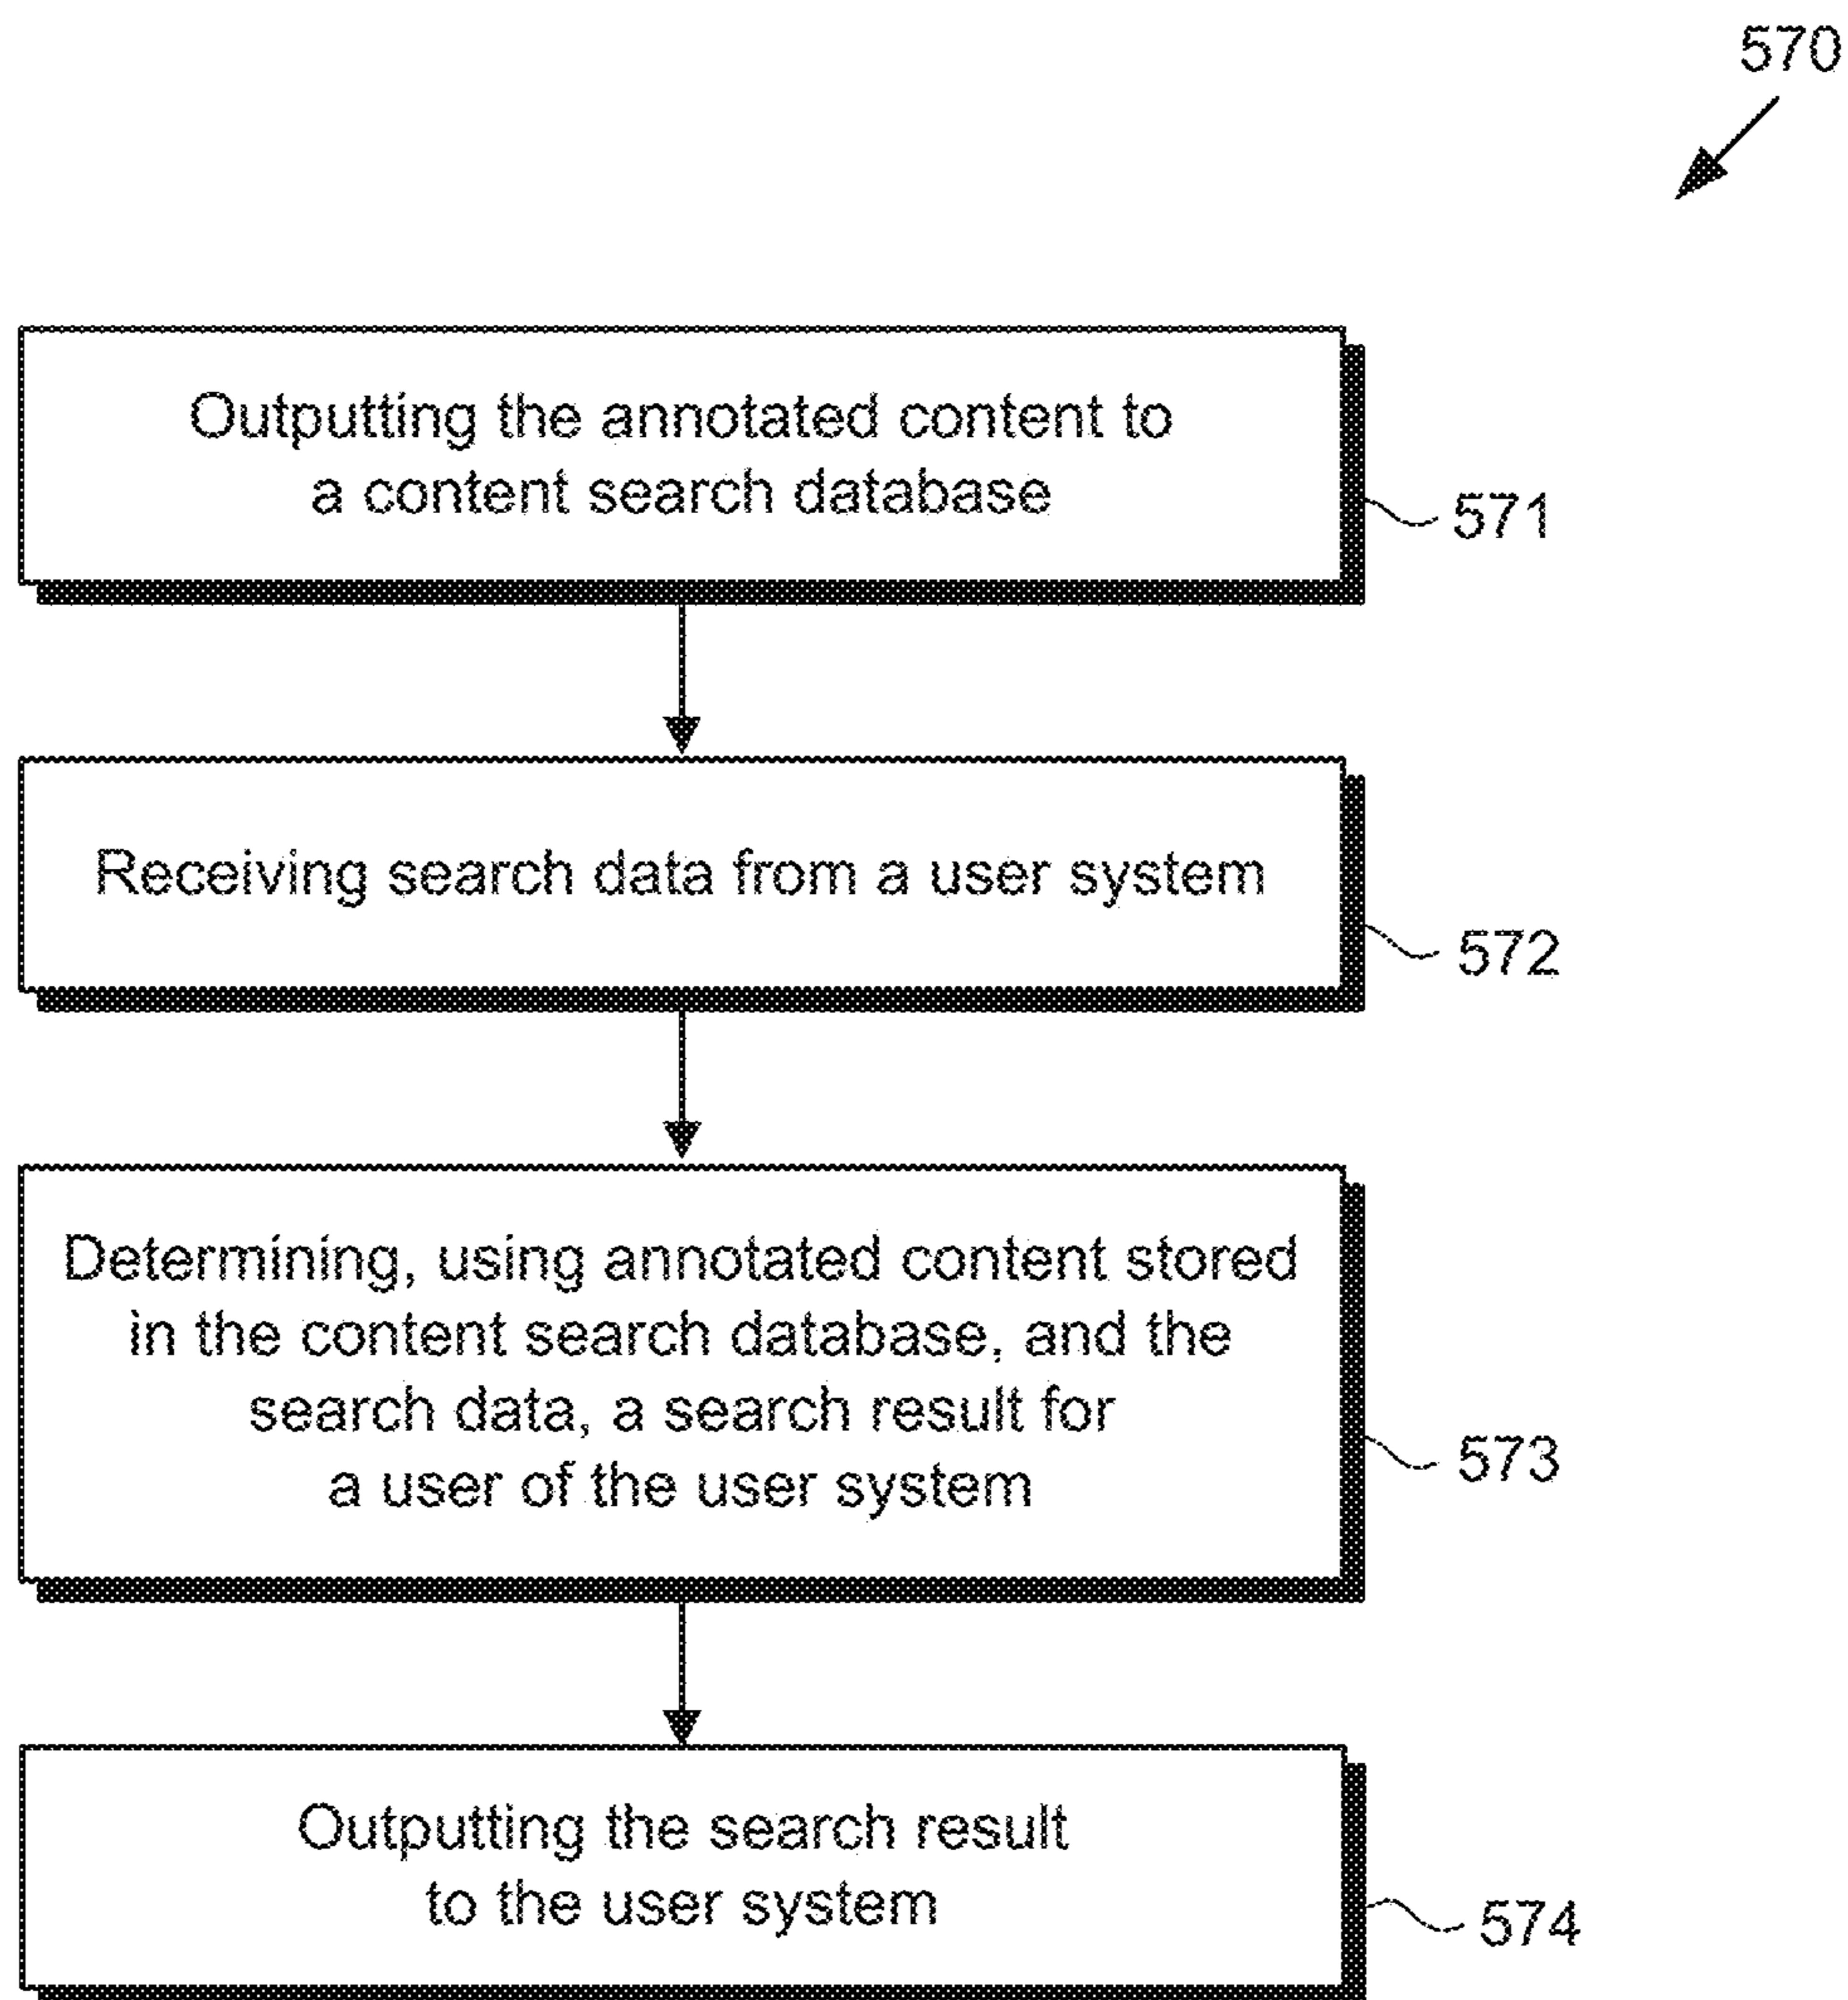 570
Outputting the annotated content to
a content search database
571
Receiving search data from a user system
572
Determining, using annotated content stored
in the content search database, and the
search data, a search result for
a user of the user system
573
Outputting the search result
to the user system
574